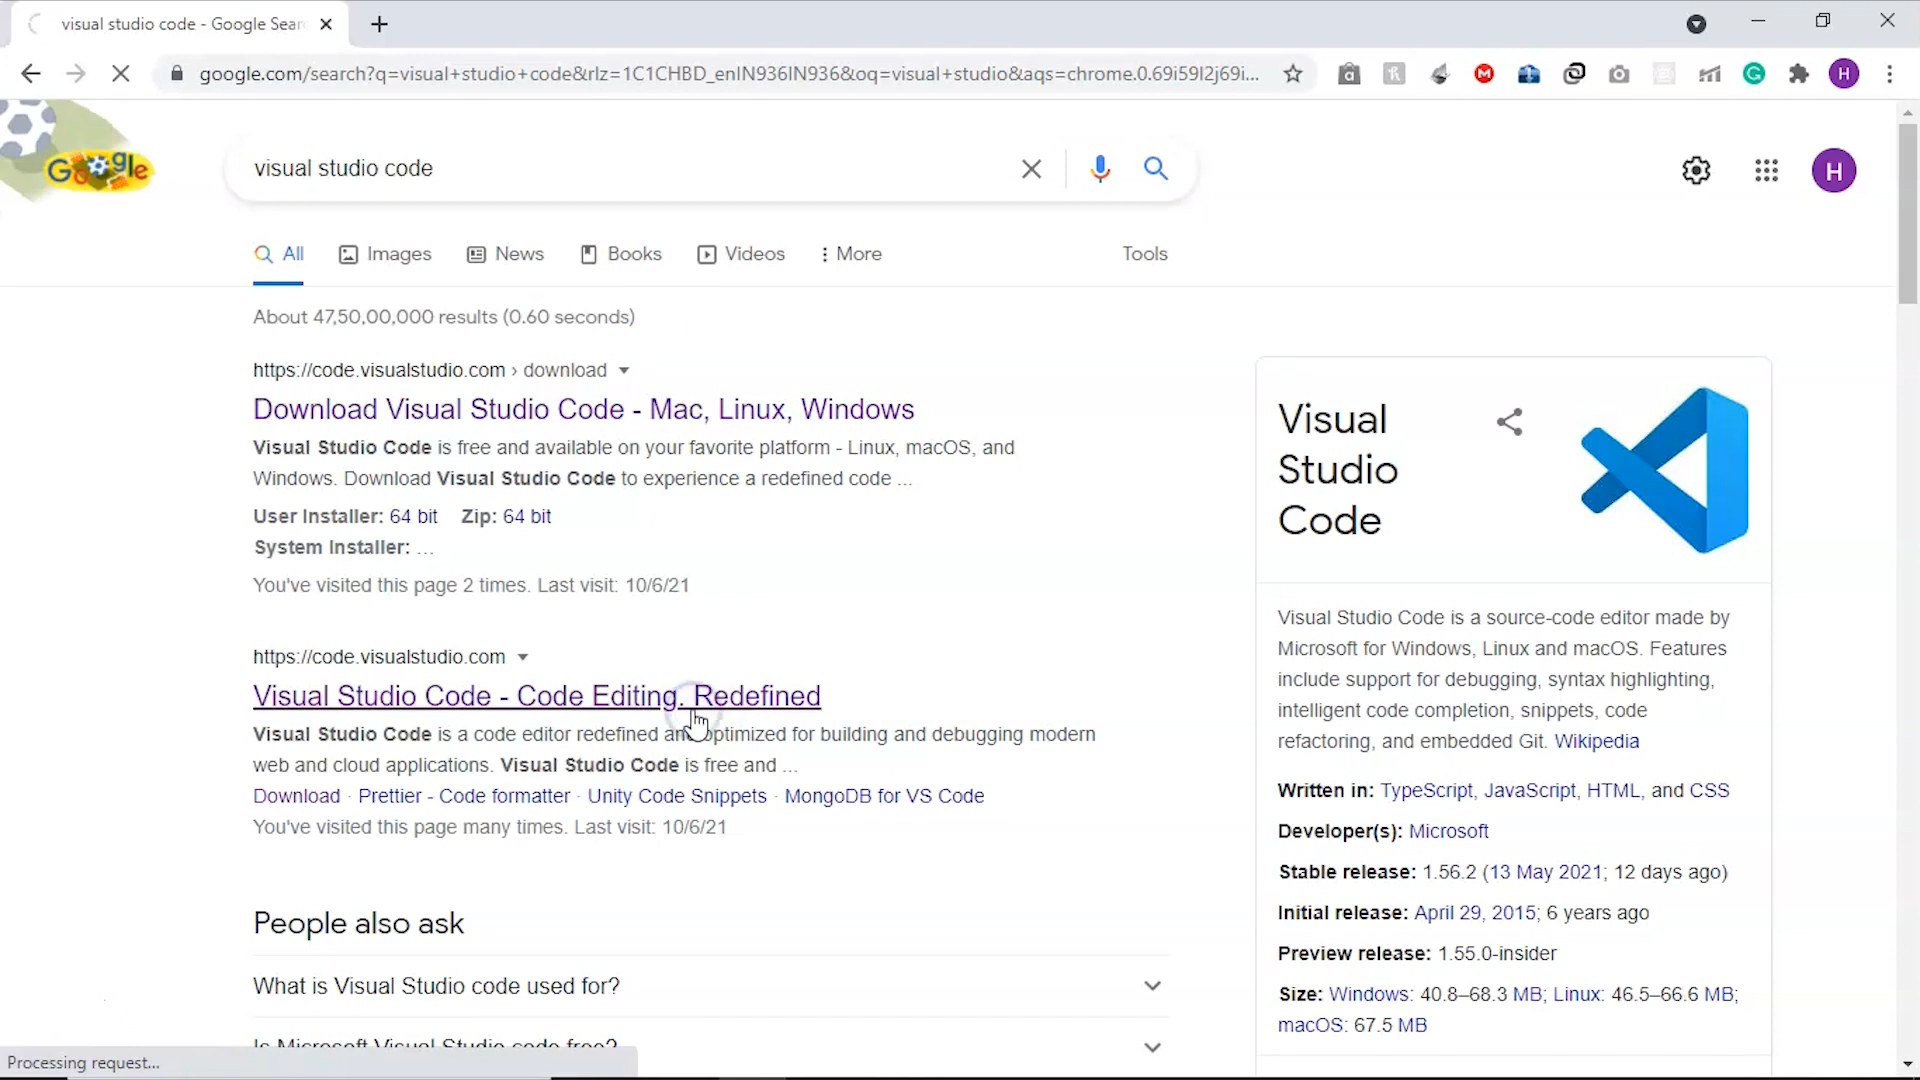 visual studio code - Google Sear
google.com/search?q=visual+studio+code&rlz=1C1CHBD_enIN936IN936&oq=visual+studio&aqs=chrome.0.69i59l2j69i...
H
Google
visual studio code
H
All Images News Books Videos More Tools
About 47,50,00,000 results (0.60 seconds)
https://code.visualstudio.com › download
Download Visual Studio Code - Mac, Linux, Windows
Visual Studio Code is free and available on your favorite platform - Linux, macOS, and
Windows. Download Visual Studio Code to experience a redefined code ...
User Installer: 64 bit Zip: 64 bit
System Installer: ...
You've visited this page 2 times. Last visit: 10/6/21
https://code.visualstudio.com
Visual Studio Code - Code Editing. Redefined
Visual Studio Code is a code editor redefined and optimized for building and debugging modern
web and cloud applications. Visual Studio Code is free and ...
Download · Prettier - Code formatter · Unity Code Snippets · MongoDB for VS Code
You've visited this page many times. Last visit: 10/6/21
People also ask
What is Visual Studio code used for?
Is Microsoft Visual Studio code free?
Processing request...
Visual
Studio
Code
Visual Studio Code is a source-code editor made by
Microsoft for Windows, Linux and macOS. Features
include support for debugging, syntax highlighting,
intelligent code completion, snippets, code
refactoring, and embedded Git. Wikipedia
Written in: TypeScript, JavaScript, HTML, and CSS
Developer(s): Microsoft
Stable release: 1.56.2 (13 May 2021; 12 days ago)
Initial release: April 29, 2015; 6 years ago
Preview release: 1.55.0-insider
Size: Windows: 40.8–68.3 MB; Linux: 46.5–66.6 MB;
macOS: 67.5 MB